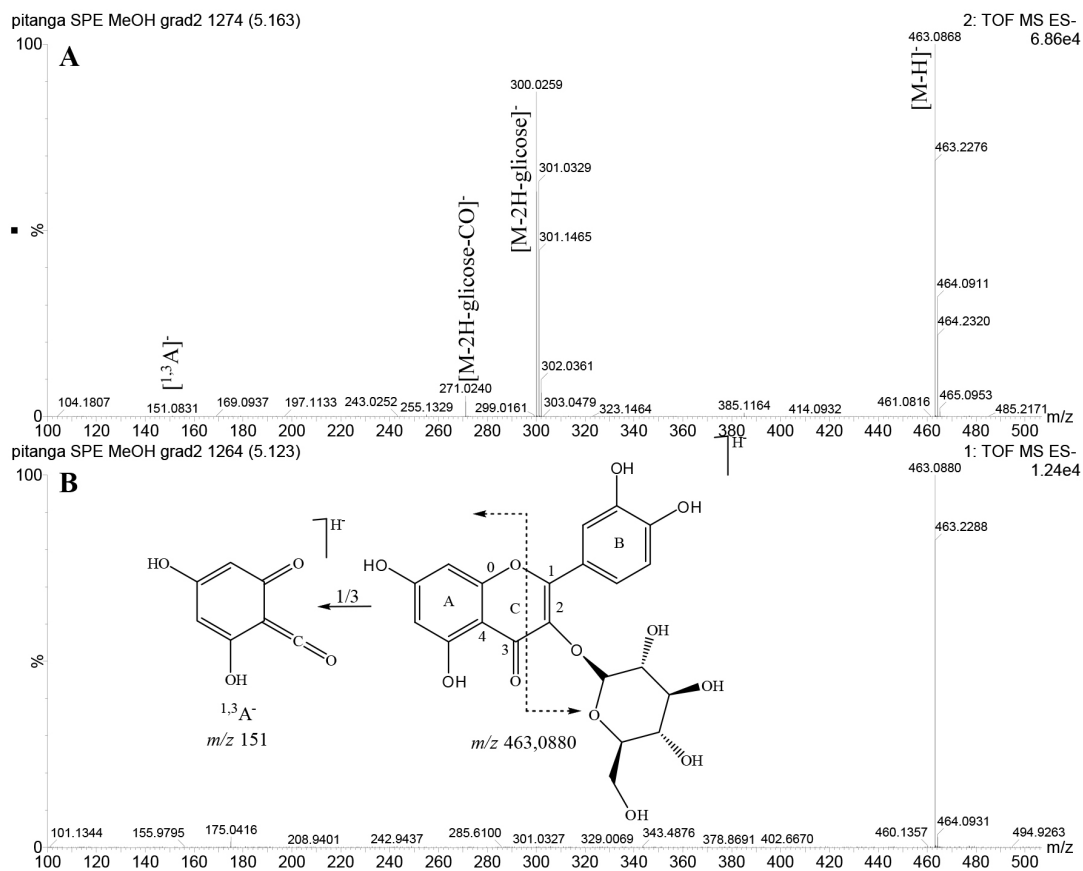 pitanga SPE MeOH grad2 1274 (5.163)
2: TOF MS ES-
6.86e4
100
A
%
0
463.0868
[M-H]-
463.2276
300.0259
[M-2H-glicose]-
301.0329
[M-2H-glicose-CO]-
301.1465
464.0911
464.2320
[1,3A]-
302.0361
271.0240
104.1807
151.0831
169.0937
197.1133
243.0252
255.1329
299.0161
303.0479
323.1464
385.1164
414.0932
461.0816
465.0953
485.2171
m/z
100 120 140 160 180 200 220 240 260 280 300 320 340 360 380 400 420 440 460 480 500
pitanga SPE MeOH grad2 1264 (5.123)
H-
1: TOF MS ES-
1.24e4
100
B
%
0
463.0880
463.2288
OH
OH
B
H-
HO
O
C
O
OH
1,3A-
m/z 151
1/3
HO
O
0
1
A
C
2
4
3
OH
O
O
OH
OH
O
OH
OH
m/z 463,0880
101.1344
155.9795
175.0416
208.9401
242.9437
285.6100
301.0327
329.0069
343.4876
378.8691
402.6670
460.1357
464.0931
494.9263
m/z
100 120 140 160 180 200 220 240 260 280 300 320 340 360 380 400 420 440 460 480 500